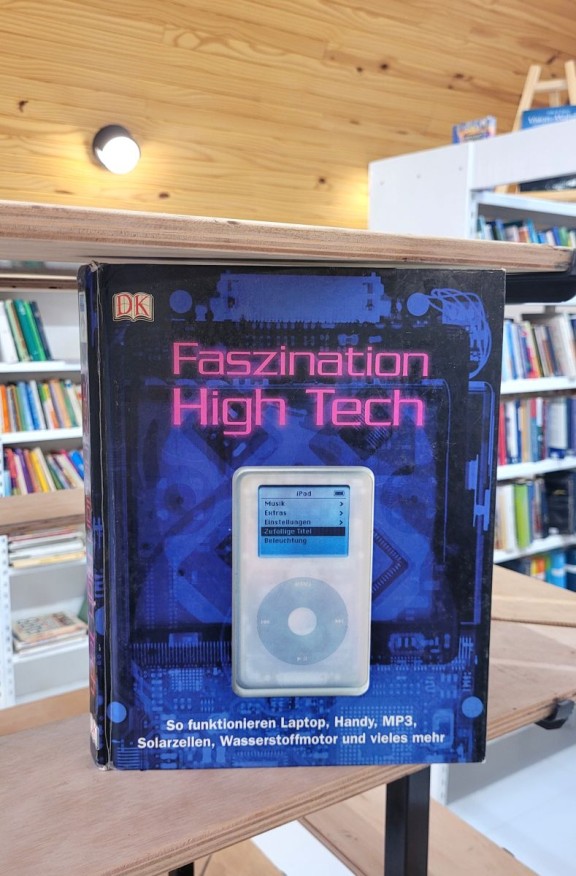 DK
Faszination
High Tech
iPod
Musik
Extras
Einstellungen
Zufällige Titel
Beleuchtung
MENU
So funktionieren Laptop, Handy, MP3,
Solarzellen, Wasserstoffmotor und vieles mehr